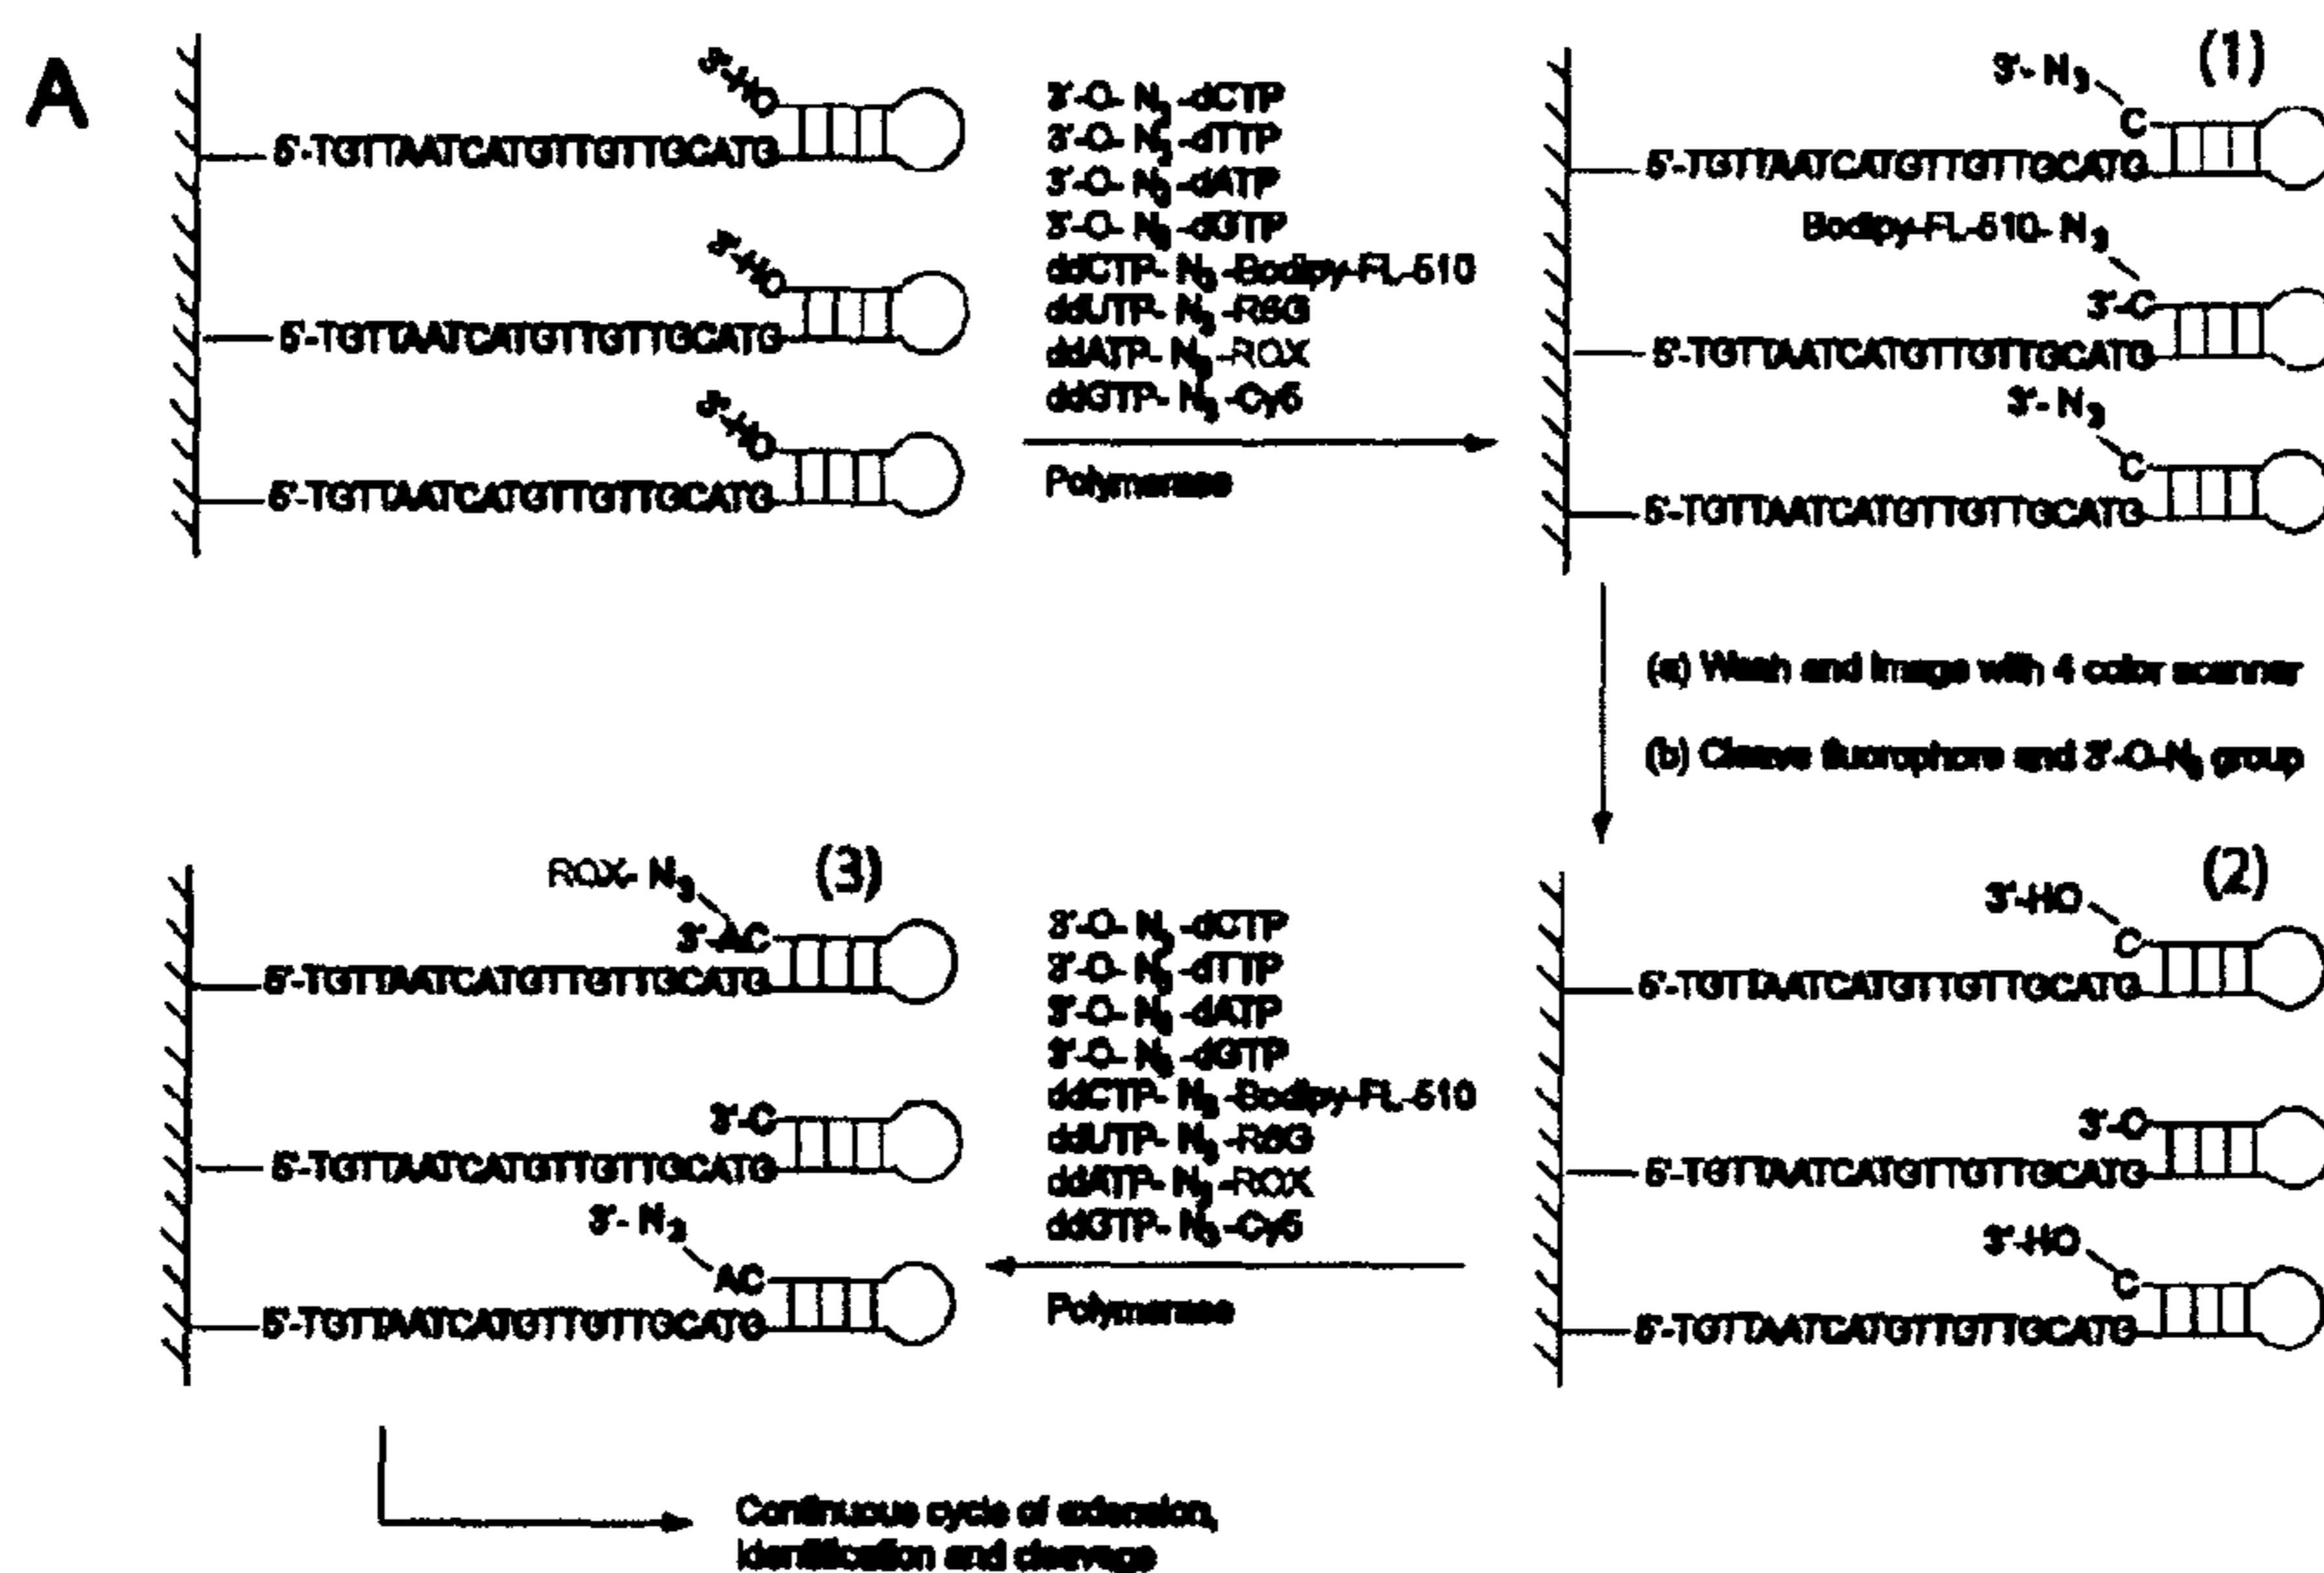 A
3'-HO
5'-TGTTAATCATGTTGTTGCATG
3'-HO
5'-TGTTAATCATGTTGTTGCATG
3'-HO
5'-TGTTAATCATGTTGTTGCATG
3'-O- N3 -dCTP
3'-O- N3 -dTTP
3'-O- N3 -dATP
3'-O- N3 -dGTP
ddCTP- N3 -Bodipy-FL-510
ddUTP- N3 -R6G
ddATP- N3 -ROX
ddGTP- N3 -Cy5
Polymerase
(1)
3'- N3
C
5'-TGTTAATCATGTTGTTGCATG
Bodipy-FL-510- N3
3'-C
5'-TGTTAATCATGTTGTTGCATG
3'- N3
C
5'-TGTTAATCATGTTGTTGCATG
(a) Wash and image with 4 color scanner
(b) Cleave fluorophore and 3'-O-N3 group
(2)
3'-HO
C
5'-TGTTAATCATGTTGTTGCATG
3'-C
5'-TGTTAATCATGTTGTTGCATG
3'-HO
C
5'-TGTTAATCATGTTGTTGCATG
3'-O- N3 -dCTP
3'-O- N3 -dTTP
3'-O- N3 -dATP
3'-O- N3 -dGTP
ddCTP- N3 -Bodipy-FL-510
ddUTP- N3 -R6G
ddATP- N3 -ROX
ddGTP- N3 -Cy5
Polymerase
(3)
ROX- N3
3'-AC
5'-TGTTAATCATGTTGTTGCATG
3'-C
5'-TGTTAATCATGTTGTTGCATG
3'- N3
AC
5'-TGTTAATCATGTTGTTGCATG
Continuous cycle of extension,
identification and cleavage